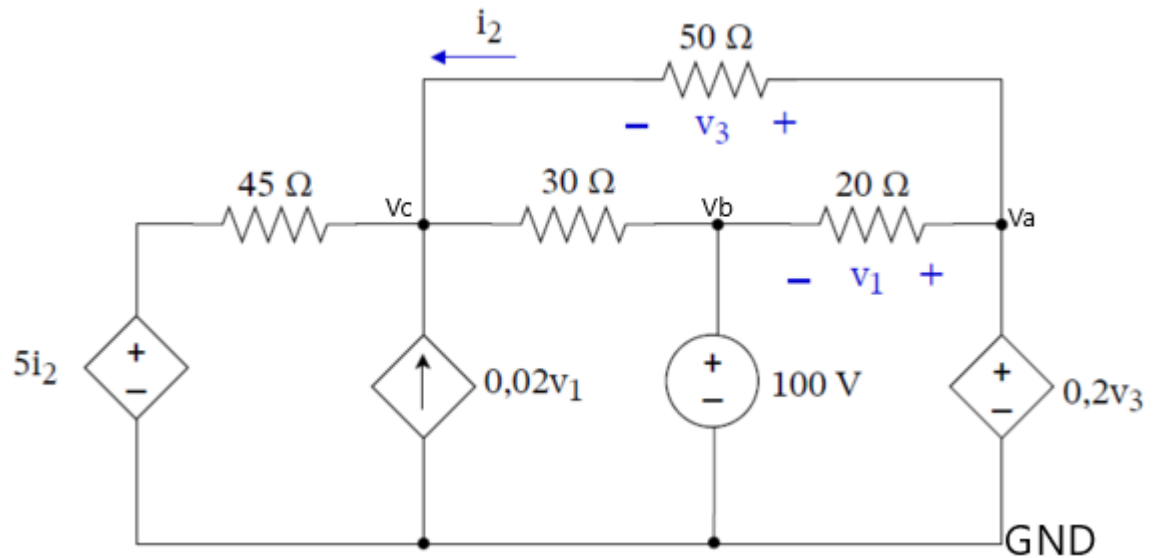 i₂
50 Ω
− v₃ +
45 Ω
30 Ω
20 Ω
Vc
Vb
Va
− v₁ +
5i₂
+
−
0,02v₁
+
−
100 V
+
−
0,2v₃
GND